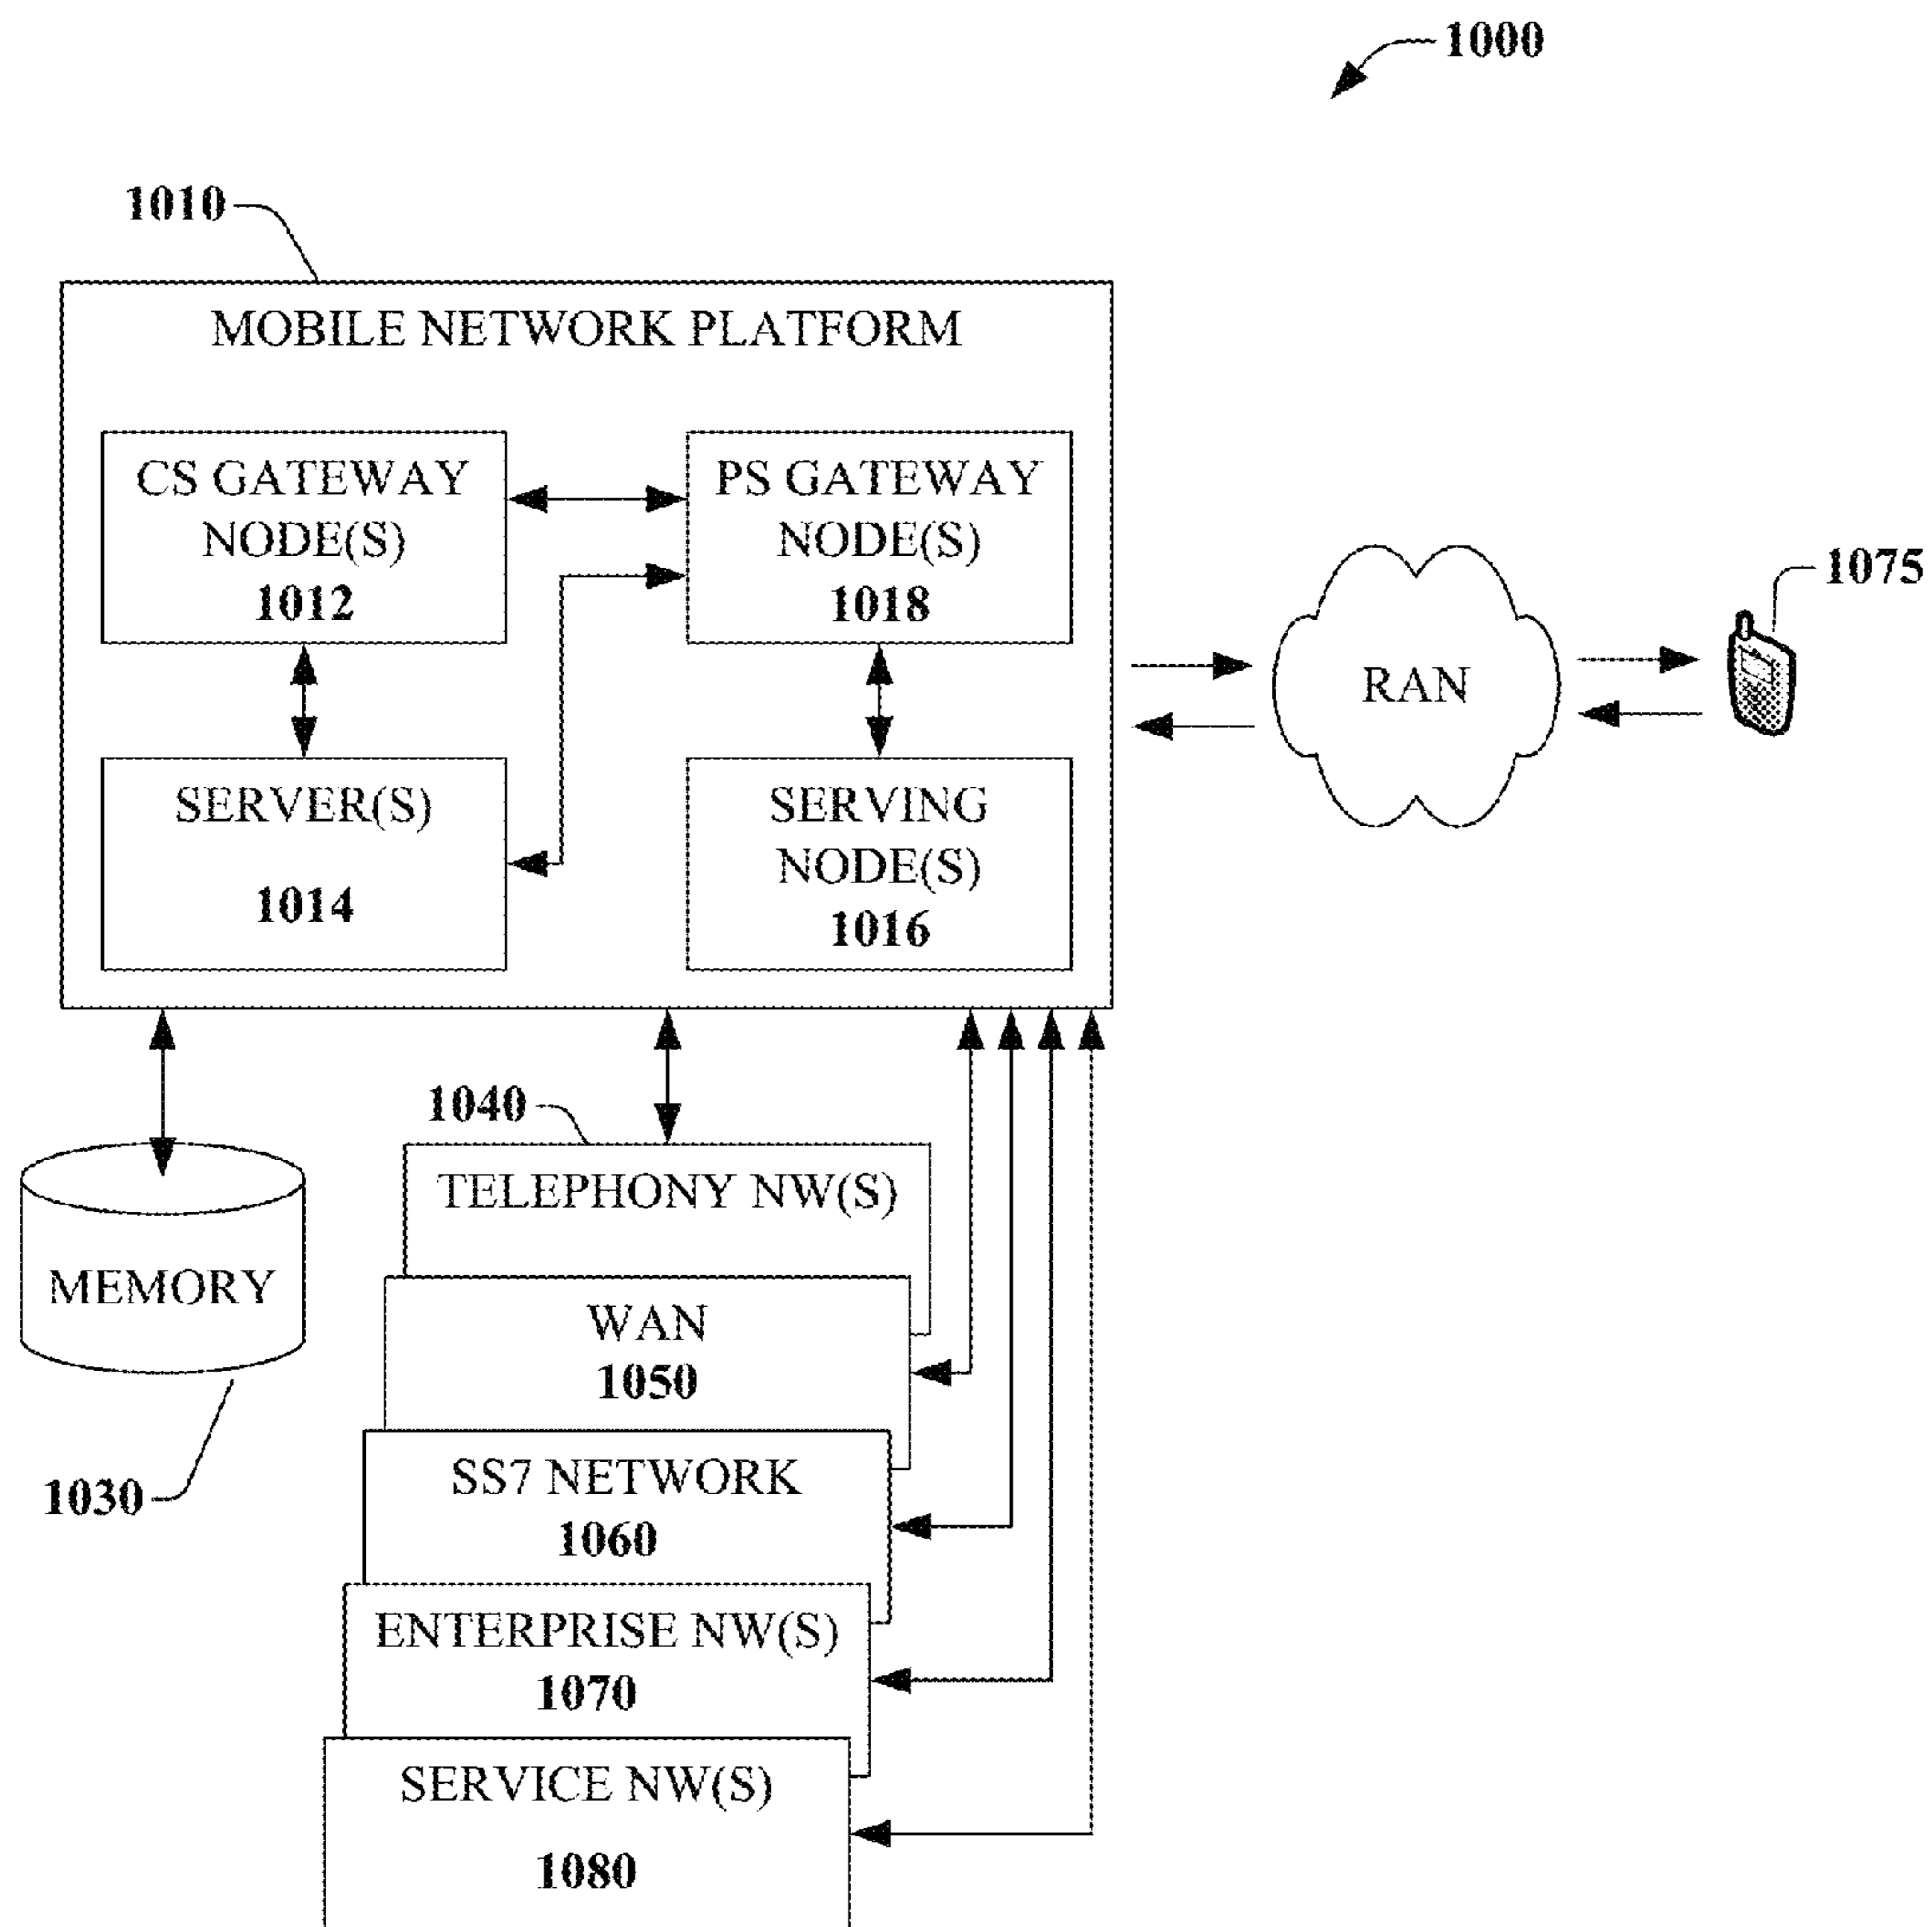 1000
1010
MOBILE NETWORK PLATFORM
CS GATEWAY
NODE(S)
1012
PS GATEWAY
NODE(S)
1018
SERVER(S)
1014
SERVING
NODE(S)
1016
RAN
1075
1040
TELEPHONY NW(S)
MEMORY
1030
WAN
1050
SS7 NETWORK
1060
ENTERPRISE NW(S)
1070
SERVICE NW(S)
1080